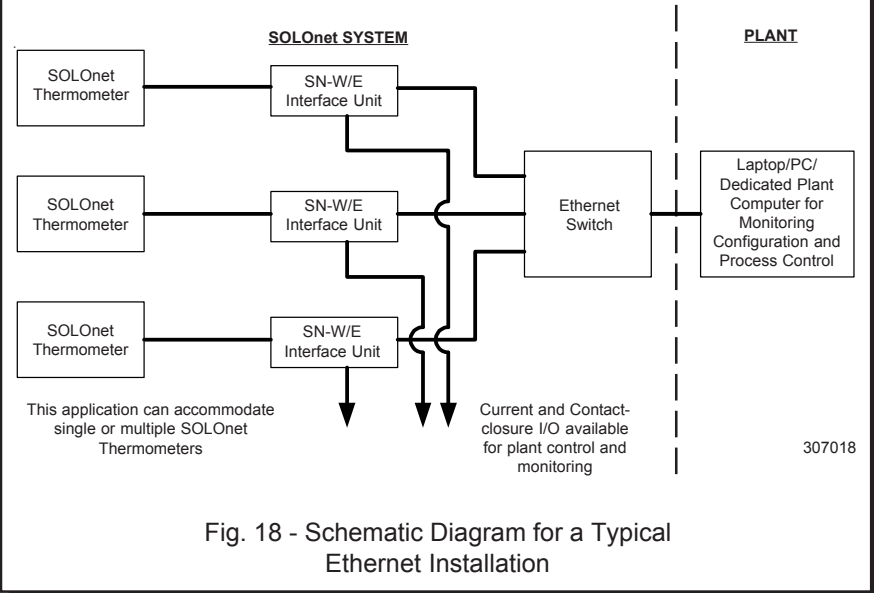 SOLOnet SYSTEM
PLANT
SOLOnet
Thermometer
SN-W/E
Interface Unit
SOLOnet
Thermometer
SN-W/E
Interface Unit
Ethernet
Switch
Laptop/PC/
Dedicated Plant
Computer for
Monitoring
Configuration and
Process Control
SOLOnet
Thermometer
SN-W/E
Interface Unit
This application can accommodate
single or multiple SOLOnet
Thermometers
Current and Contact-
closure I/O available
for plant control and
monitoring
307018
Fig. 18 - Schematic Diagram for a Typical
Ethernet Installation